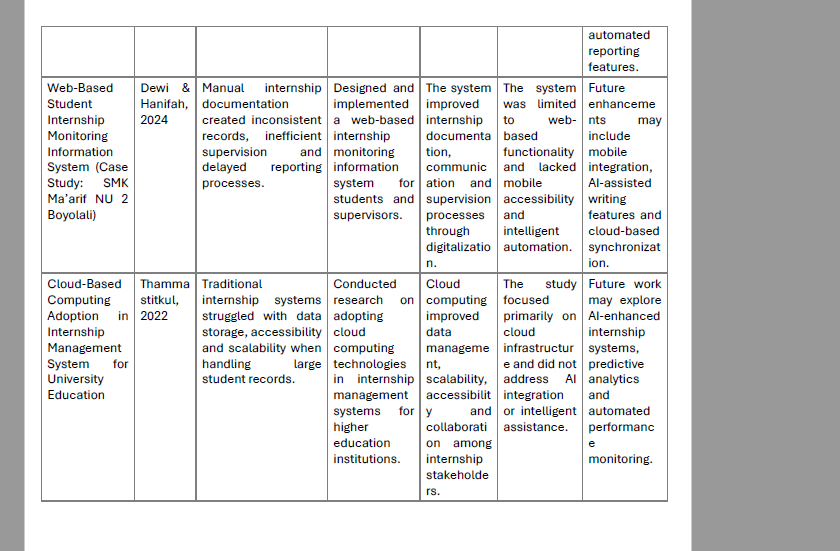 automated
reporting
features.
Web-Based
Student
Internship
Monitoring
Information
System (Case
Study: SMK
Ma'arif NU 2
Boyolali)
Dewi &
Hanifah,
2024
Manual internship
documentation
created inconsistent
records, inefficient
supervision and
delayed reporting
processes.
Designed and
implemented
a web-based
internship
monitoring
information
system for
students and
supervisors.
The system
improved
internship
documenta
tion,
communic
ation and
supervision
processes
through
digitalizatio
n.
The system
was limited
to web-
based
functionality
and lacked
mobile
accessibility
and
intelligent
automation.
Future
enhanceme
nts may
include
mobile
integration,
AI-assisted
writing
features and
cloud-based
synchronizat
ion.
Cloud-Based
Computing
Adoption in
Internship
Management
System for
University
Education
Thamma
stitkul,
2022
Traditional
internship systems
struggled with data
storage, accessibility
and scalability when
handling large
student records.
Conducted
research on
adopting
cloud
computing
technologies
in internship
management
systems for
higher
education
institutions.
Cloud
computing
improved
data
manageme
nt,
scalability,
accessibilit
y and
collaborati
on among
internship
stakeholde
rs.
The study
focused
primarily on
cloud
infrastructur
e and did not
address AI
integration
or intelligent
assistance.
Future work
may explore
AI-enhanced
internship
systems,
predictive
analytics
and
automated
performanc
e
monitoring.